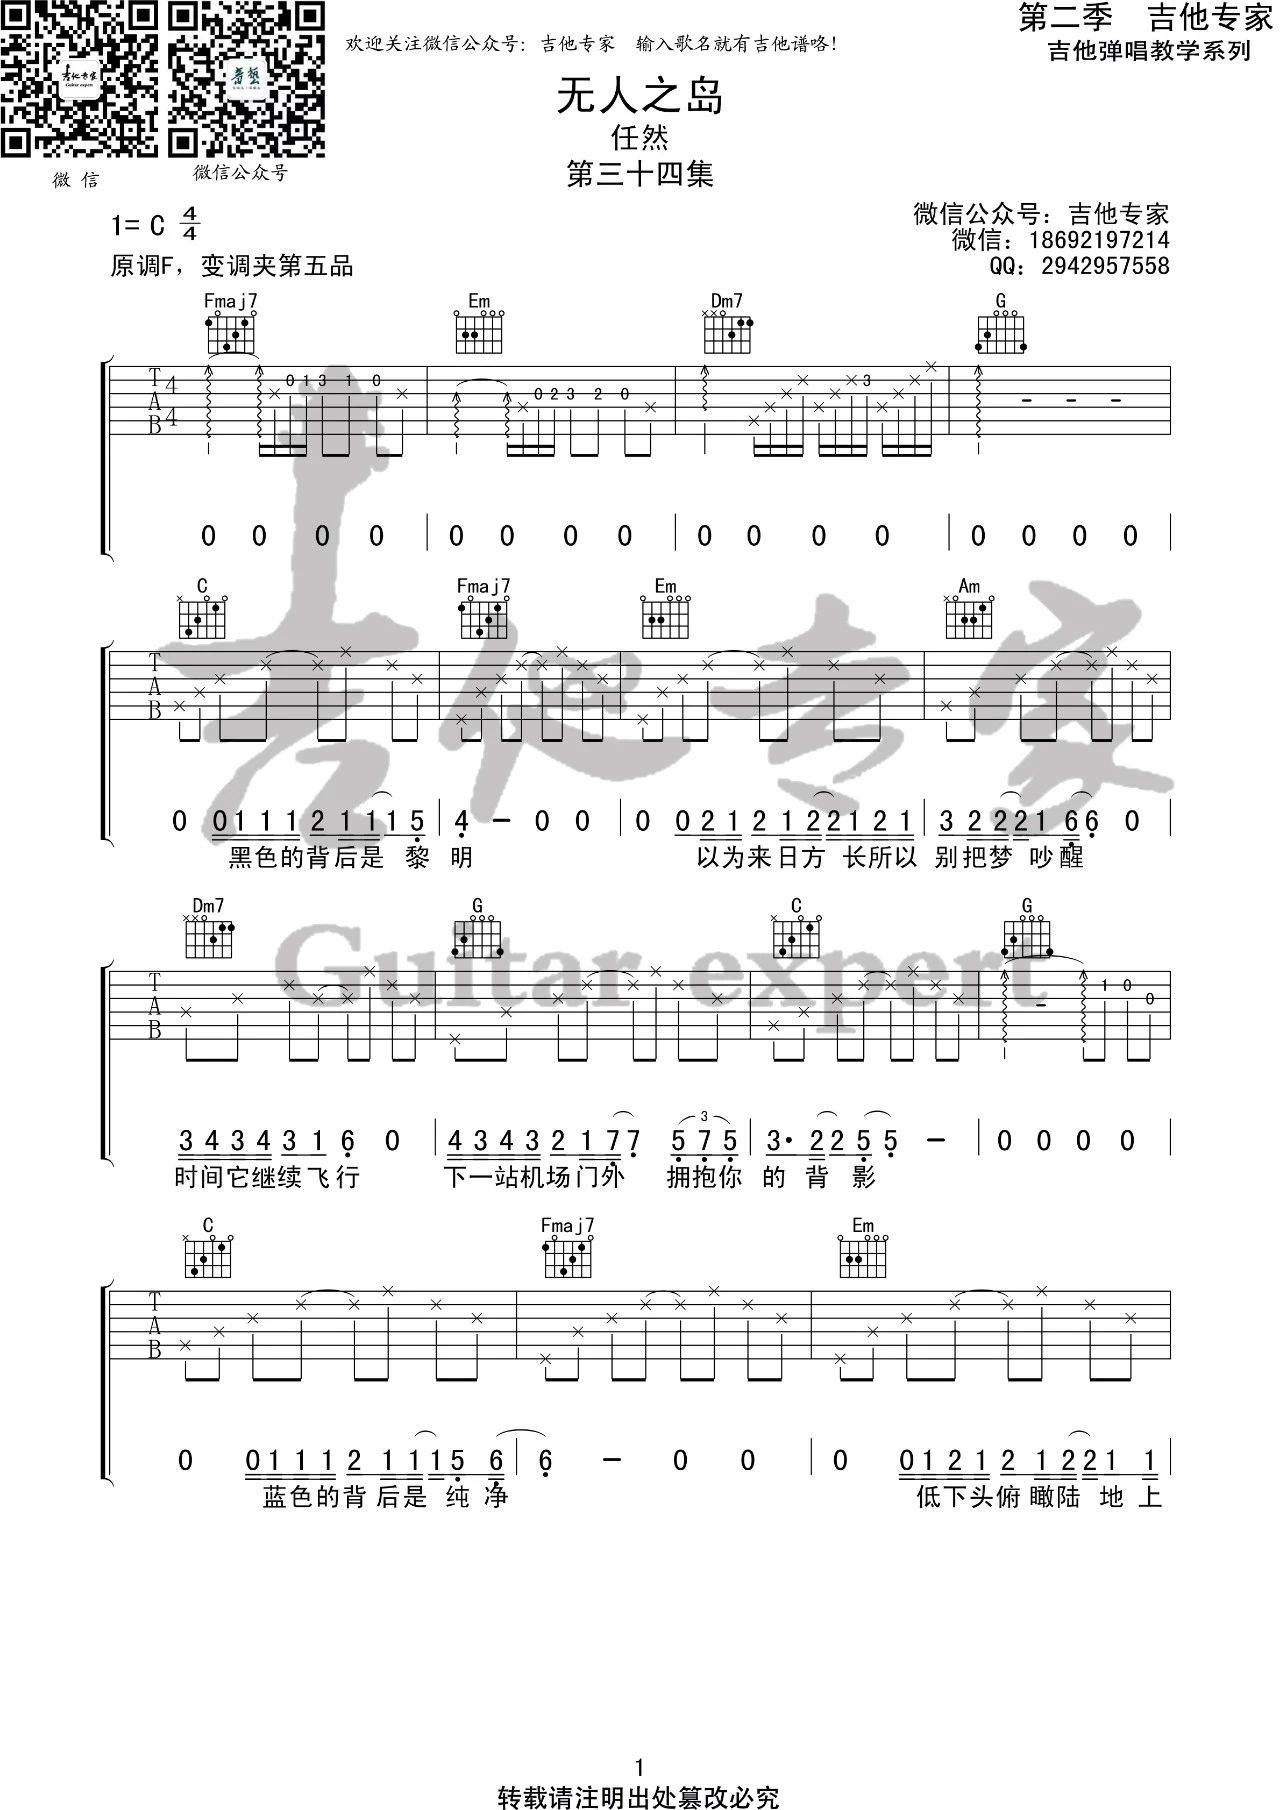 第二季 吉他专家
欢迎关注微信公众号：吉他专家 输入歌名就有吉他谱咯！
吉他弹唱教学系列
吉他专家
Guitar expert
无人之岛
任然
微信 微信公众号
第三十四集
1= C 4/4
微信公众号：吉他专家
微信：18692197214
原调F，变调夹第五品
QQ：2942957558
Fmaj7 Em Dm7 G
T A B 4/4 0 1 3 1 0 0 2 3 2 0 3 - - -
0 0 0 0 0 0 0 0 0 0 0 0 0 0 0 0
C Fmaj7 Em Am
T A B
0 0 1 1 1 2 1 1 1 5 4 - 0 0 0 0 2 1 2 1 2 2 1 2 1 3 2 2 2 1 6 6 0
黑色的背后是 黎 明 以为来日方 长所以 别把梦 吵醒
Dm7 G C G
T A B - 1 0 0
3 4 3 4 3 1 6 0 4 3 4 3 2 1 7 7 5 7 5 3· 2 2 5 5 - 0 0 0 0
时间它继续飞行 下一站机场门外 拥抱你 的 背 影
C Fmaj7 Em
T A B
0 0 1 1 1 2 1 1 1 5 6 6 - 0 0 0 0 1 2 1 2 1 2 2 1 1
蓝色的背 后是 纯 净 低下头俯 瞰陆 地 上
吉他专家
Guitar expert
1
转载请注明出处篡改必究